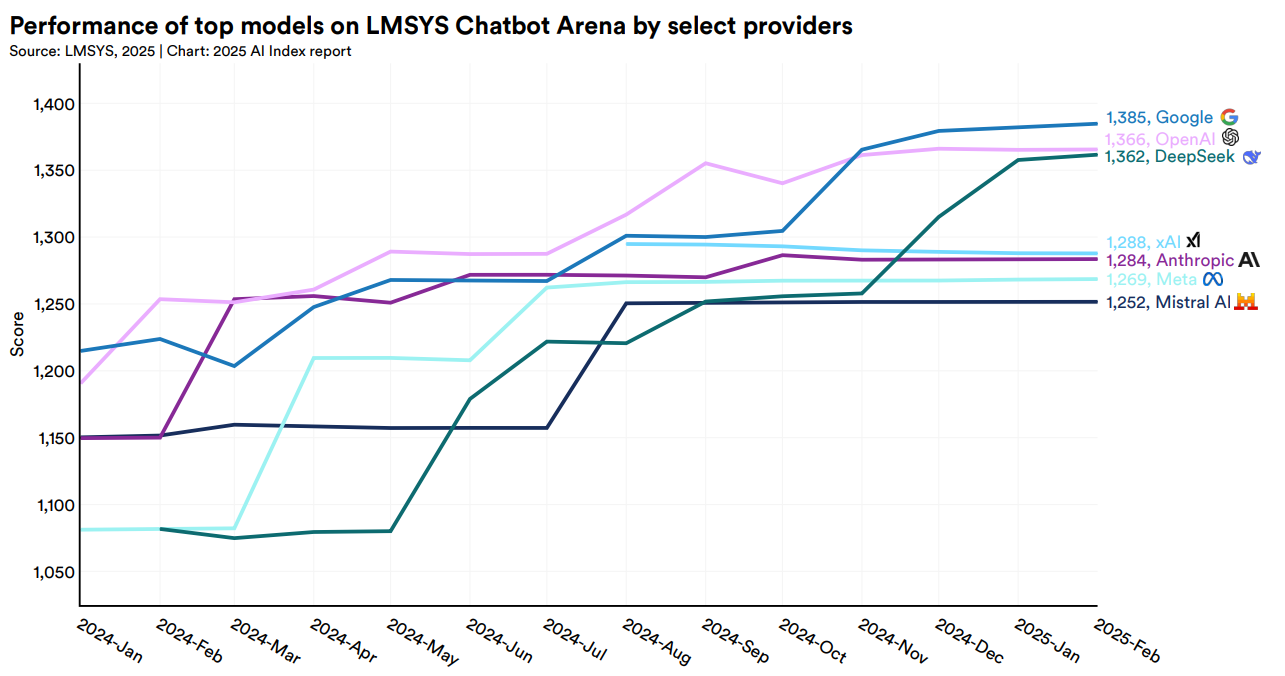 Performance of top models on LMSYS Chatbot Arena by select providers
Source: LMSYS, 2025 | Chart: 2025 AI Index report
Score
1,400
1,350
1,300
1,250
1,200
1,150
1,100
1,050
1,385, Google
1,366, OpenAI
1,362, DeepSeek
1,288, xAI
1,284, Anthropic
1,269, Meta
1,252, Mistral AI
2024-Jan
2024-Feb
2024-Mar
2024-Apr
2024-May
2024-Jun
2024-Jul
2024-Aug
2024-Sep
2024-Oct
2024-Nov
2024-Dec
2025-Jan
2025-Feb